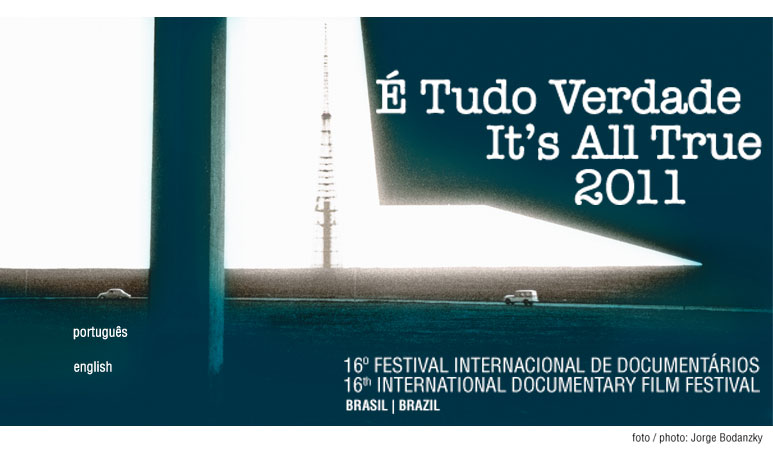 É Tudo Verdade
It's All True
2011
português
english
16º FESTIVAL INTERNACIONAL DE DOCUMENTÁRIOS
16th INTERNATIONAL DOCUMENTARY FILM FESTIVAL
BRASIL | BRAZIL
foto / photo: Jorge Bodanzky